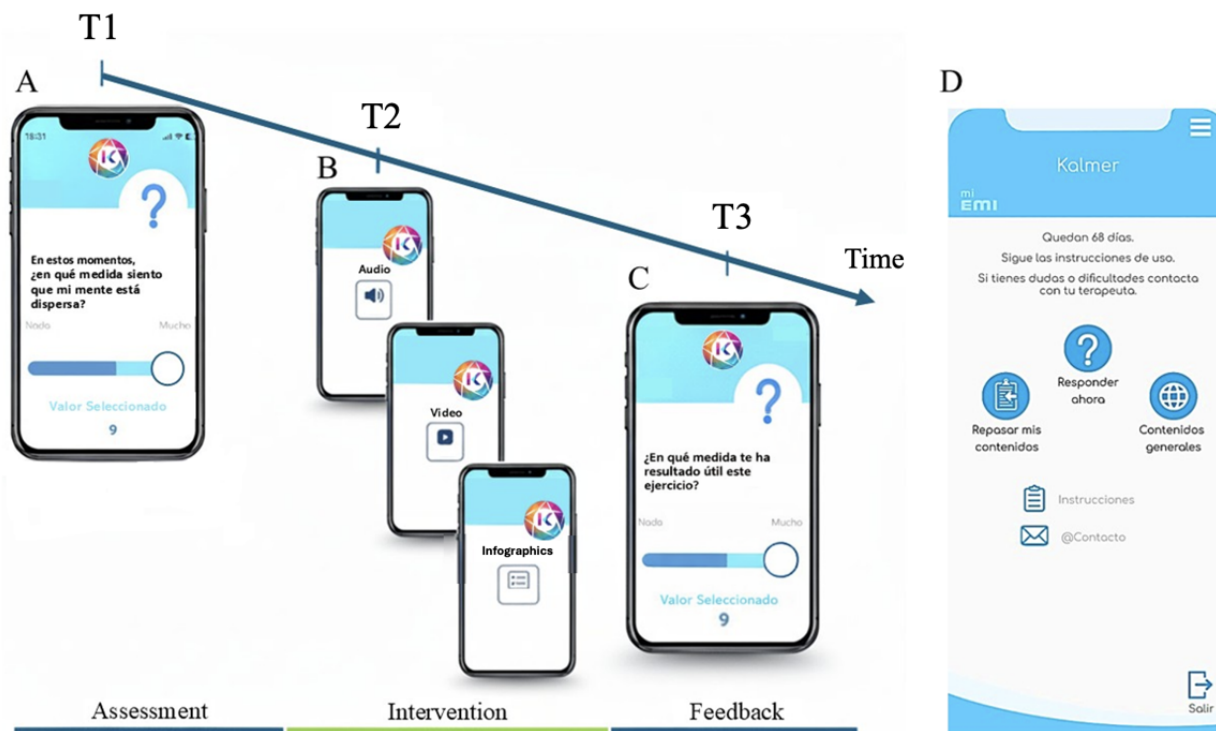 T1
A
16:31
K
En estos momentos,
¿en qué medida siento
que mi mente está
dispersa?
Nada Mucho
Valor Seleccionado
9
T2
B
K
Audio
K
Video
K
Infographics
T3
Time
C
K
¿En qué medida te ha
resultado útil este
ejercicio?
Nada Mucho
Valor Seleccionado
9
Assessment Intervention Feedback
D
Kalmer
mi
EMI
Quedan 68 días.
Sigue las instrucciones de uso.
Si tienes dudas o dificultades contacta
con tu terapeuta.
Responder
ahora
Repasar mis
contenidos
Contenidos
generales
Instrucciones
@Contacto
Salir